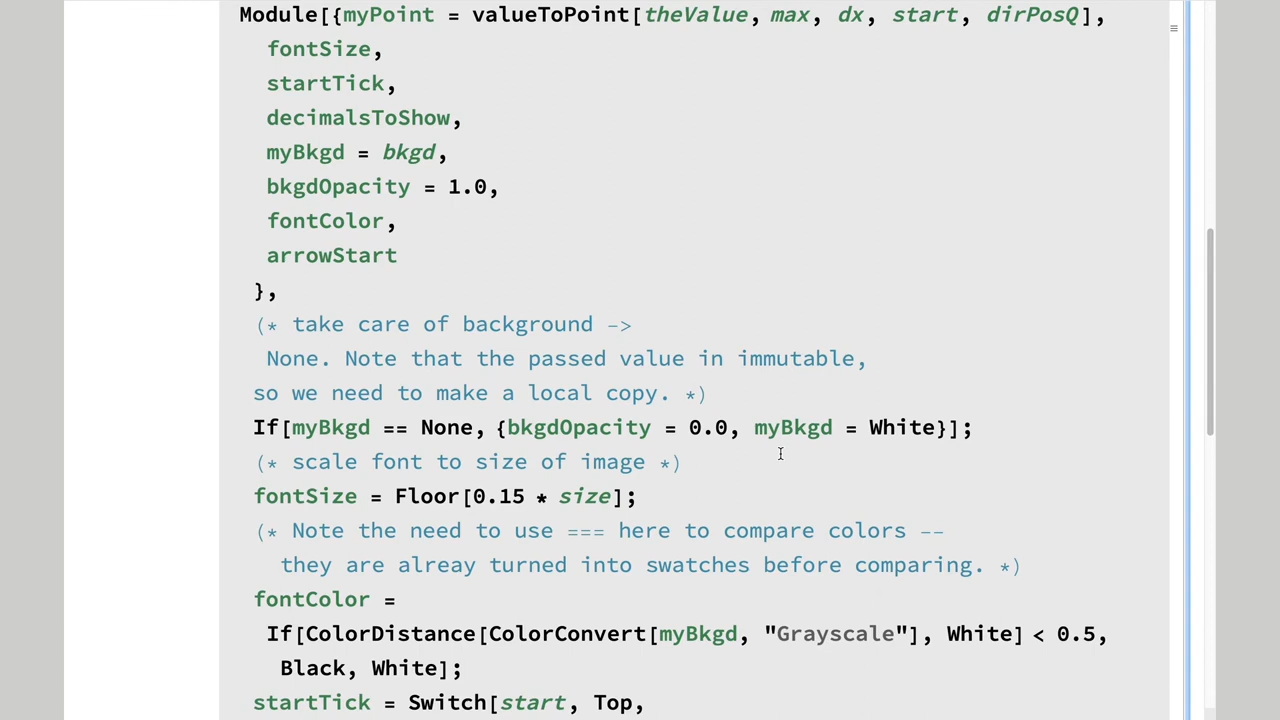 Module[{myPoint = valueToPoint[theValue, max, dx, start, dirPosQ],
fontSize,
startTick,
decimalsToShow,
myBkgd = bkgd,
bkgdOpacity = 1.0,
fontColor,
arrowStart
},
(* take care of background ->
None. Note that the passed value in immutable,
so we need to make a local copy. *)
If[myBkgd == None, {bkgdOpacity = 0.0, myBkgd = White}];
(* scale font to size of image *)
fontSize = Floor[0.15 * size];
(* Note the need to use === here to compare colors --
they are alreay turned into swatches before comparing. *)
fontColor =
If[ColorDistance[ColorConvert[myBkgd, "Grayscale"], White] < 0.5,
Black, White];
startTick = Switch[start, Top,